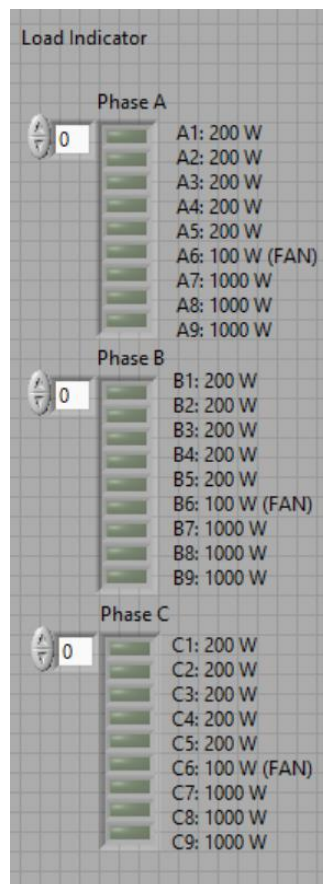 Load Indicator
Phase A
0
A1: 200 W
A2: 200 W
A3: 200 W
A4: 200 W
A5: 200 W
A6: 100 W (FAN)
A7: 1000 W
A8: 1000 W
A9: 1000 W
Phase B
0
B1: 200 W
B2: 200 W
B3: 200 W
B4: 200 W
B5: 200 W
B6: 100 W (FAN)
B7: 1000 W
B8: 1000 W
B9: 1000 W
Phase C
0
C1: 200 W
C2: 200 W
C3: 200 W
C4: 200 W
C5: 200 W
C6: 100 W (FAN)
C7: 1000 W
C8: 1000 W
C9: 1000 W